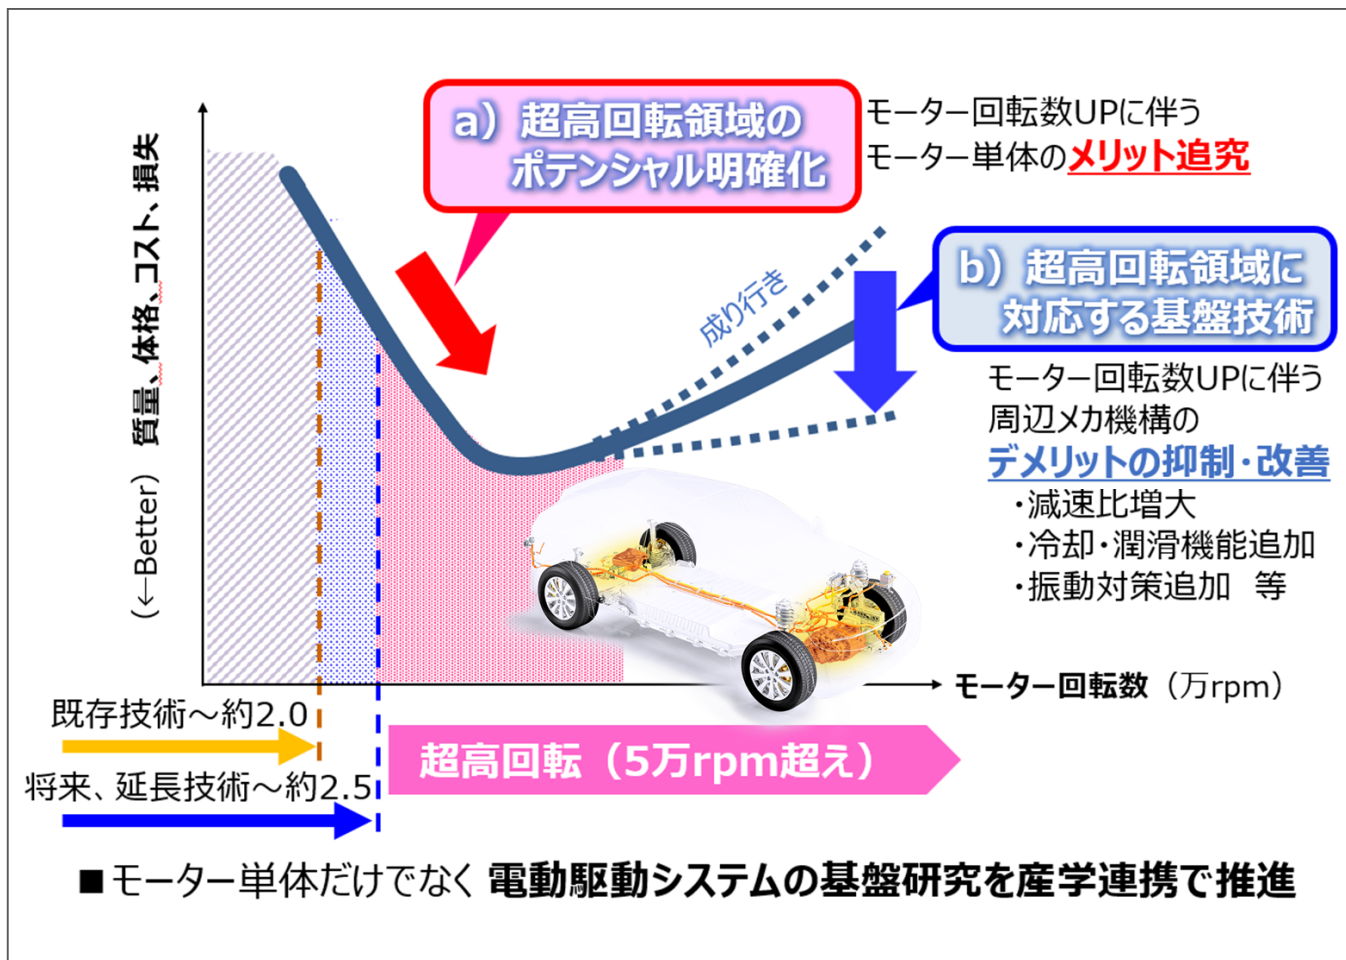 a）超高回転領域の
ポテンシャル明確化
モーター回転数UPに伴う
モーター単体のメリット追究
（←Better）質量、体格、コスト、損失
成り行き
b）超高回転領域に
対応する基盤技術
モーター回転数UPに伴う
周辺メカ機構の
デメリットの抑制・改善
・減速比増大
・冷却・潤滑機能追加
・振動対策追加　等
モーター回転数（万rpm）
既存技術～約2.0
超高回転（5万rpm超え）
将来、延長技術～約2.5
■モーター単体だけでなく 電動駆動システムの基盤研究を産学連携で推進